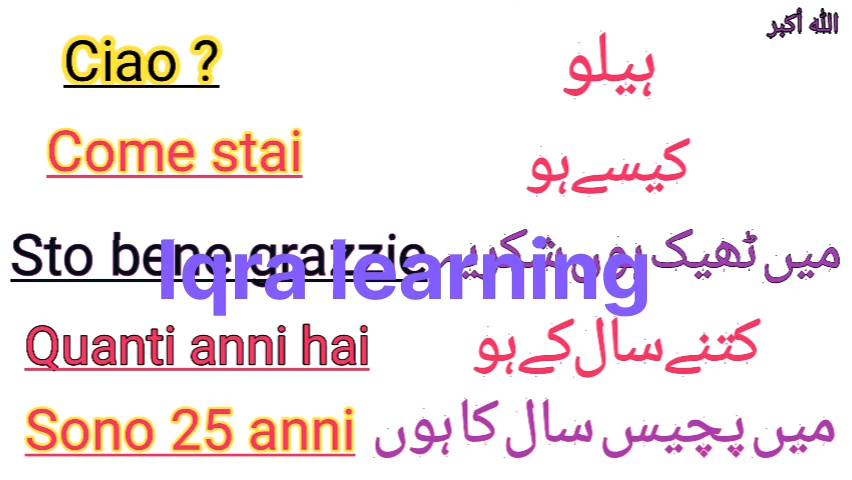 الله أكبر
Ciao ? ہیلو
Come stai کیسے ہو
Sto bene grazzie میں ٹھیک ہوں شکریہ
Iqra learning
Quanti anni hai کتنے سال کے ہو
Sono 25 anni میں پچیس سال کا ہوں